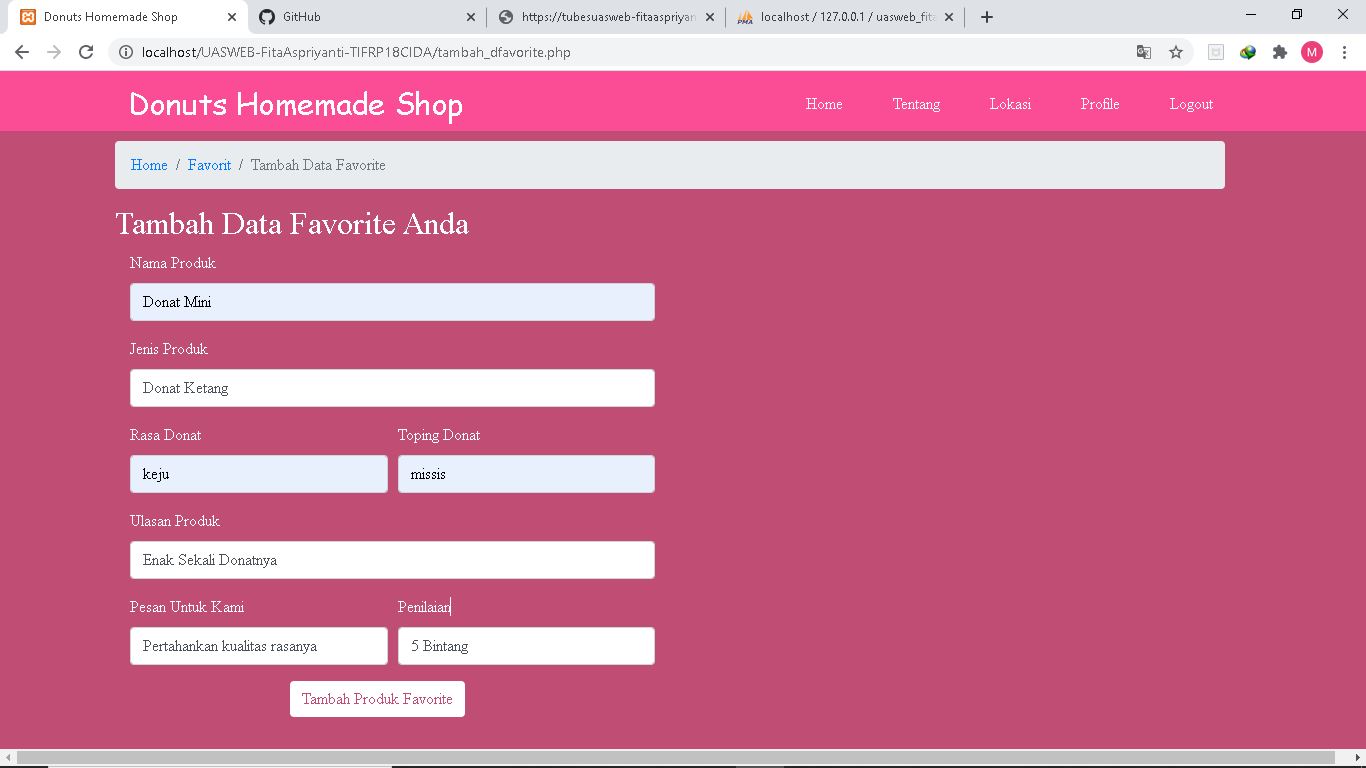 Donuts Homemade Shop
GitHub
https://tubesuasweb-fitaaspriyan
localhost / 127.0.0.1 / uasweb_fita
localhost/UASWEB-FitaAspriyanti-TIFRP18CIDA/tambah_dfavorite.php
M
Donuts Homemade Shop
Home Tentang Lokasi Profile Logout
Home / Favorit / Tambah Data Favorite
Tambah Data Favorite Anda
Nama Produk
Donat Mini
Jenis Produk
Donat Ketang
Rasa Donat Toping Donat
keju missis
Ulasan Produk
Enak Sekali Donatnya
Pesan Untuk Kami Penilaian
Pertahankan kualitas rasanya 5 Bintang
Tambah Produk Favorite